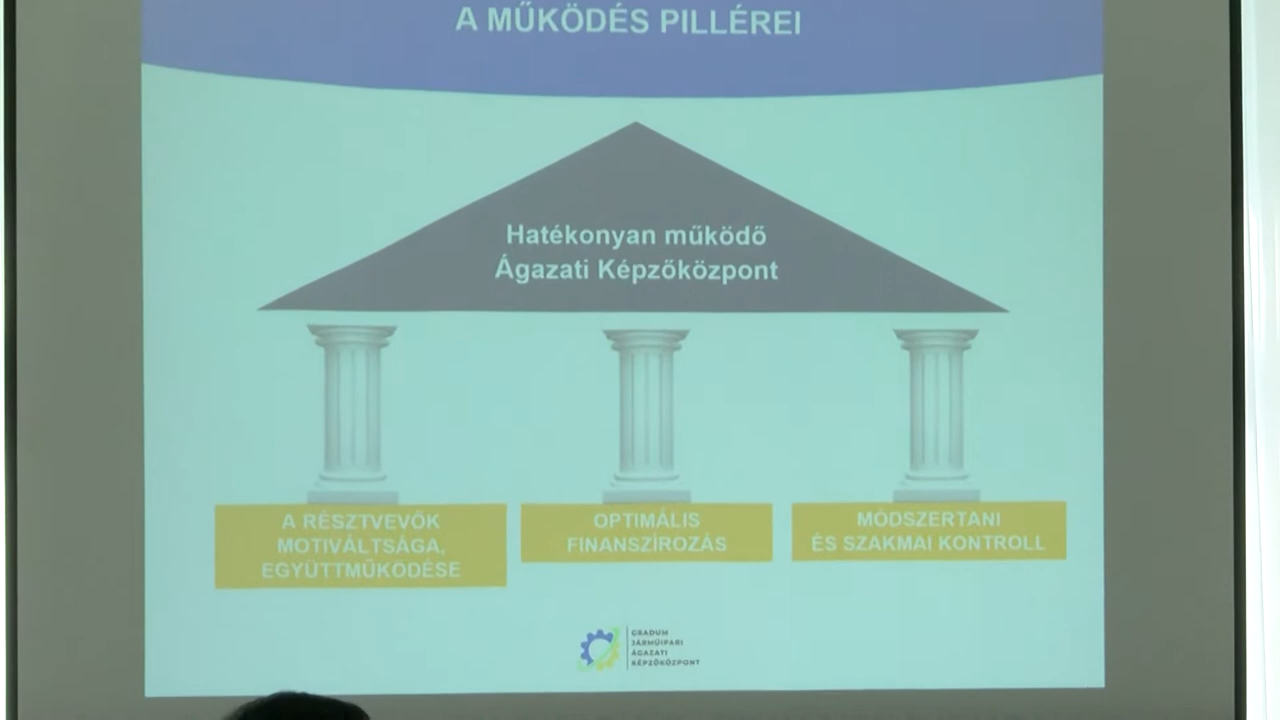 A MŰKÖDÉS PILLÉREI
Hatékonyan működő
Ágazati Képzőközpont
A RÉSZTVEVŐK
MOTIVÁLTSÁGA,
EGYÜTTMŰKÖDÉSE
OPTIMÁLIS
FINANSZÍROZÁS
MÓDSZERTANI
ÉS SZAKMAI KONTROLL
GRADUM
JÁRMŰIPARI
ÁGAZATI
KÉPZŐKÖZPONT